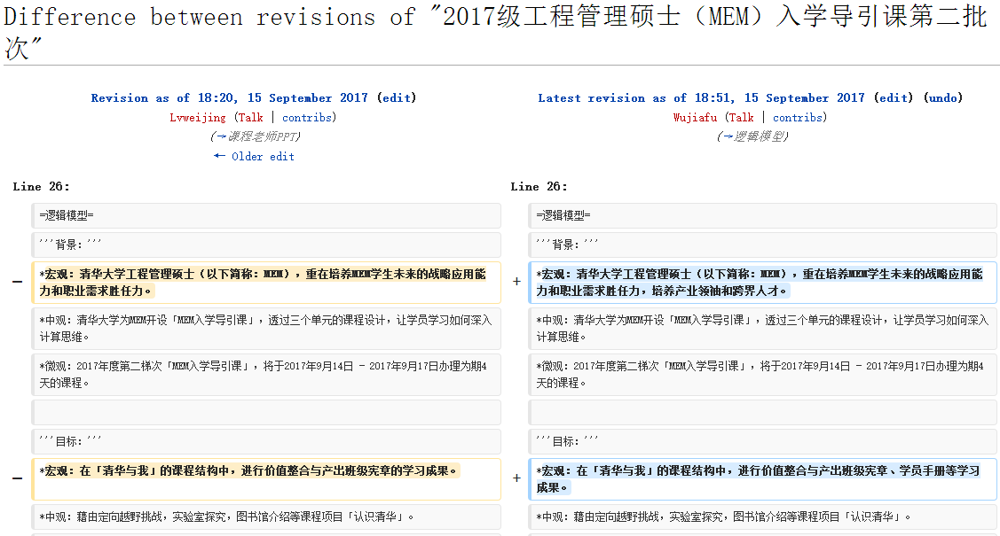 Difference between revisions of "2017级工程管理硕士（MEM）入学导引课第二批
次"
Revision as of 18:20, 15 September 2017 (edit)
Lvweijing (Talk | contribs)
(→课程老师PPT)
← Older edit
Latest revision as of 18:51, 15 September 2017 (edit) (undo)
Wujiafu (Talk | contribs)
(→逻辑模型)
Line 26:
Line 26:
=逻辑模型=
=逻辑模型=
'''背景：'''
'''背景：'''
− *宏观：清华大学工程管理硕士（以下简称：MEM），重在培养MEM学生未来的战略应用能
力和职业需求胜任力。
+ *宏观：清华大学工程管理硕士（以下简称：MEM），重在培养MEM学生未来的战略应用能
力和职业需求胜任力，培养产业领袖和跨界人才。
*中观：清华大学为MEM开设「MEM入学导引课」，透过三个单元的课程设计，让学员学习如何深入
计算思维。
*中观：清华大学为MEM开设「MEM入学导引课」，透过三个单元的课程设计，让学员学习如何深入
计算思维。
*微观：2017年度第二梯次「MEM入学导引课」，将于2017年9月14日 - 2017年9月17日办理为期4
天的课程。
*微观：2017年度第二梯次「MEM入学导引课」，将于2017年9月14日 - 2017年9月17日办理为期4
天的课程。
'''目标：'''
'''目标：'''
− *宏观：在「清华与我」的课程结构中，进行价值整合与产出班级宪章的学习成果。
+ *宏观：在「清华与我」的课程结构中，进行价值整合与产出班级宪章、学员手册等学习
成果。
*中观：藉由定向越野挑战，实验室探究，图书馆介绍等课程项目「认识清华」。
*中观：藉由定向越野挑战，实验室探究，图书馆介绍等课程项目「认识清华」。